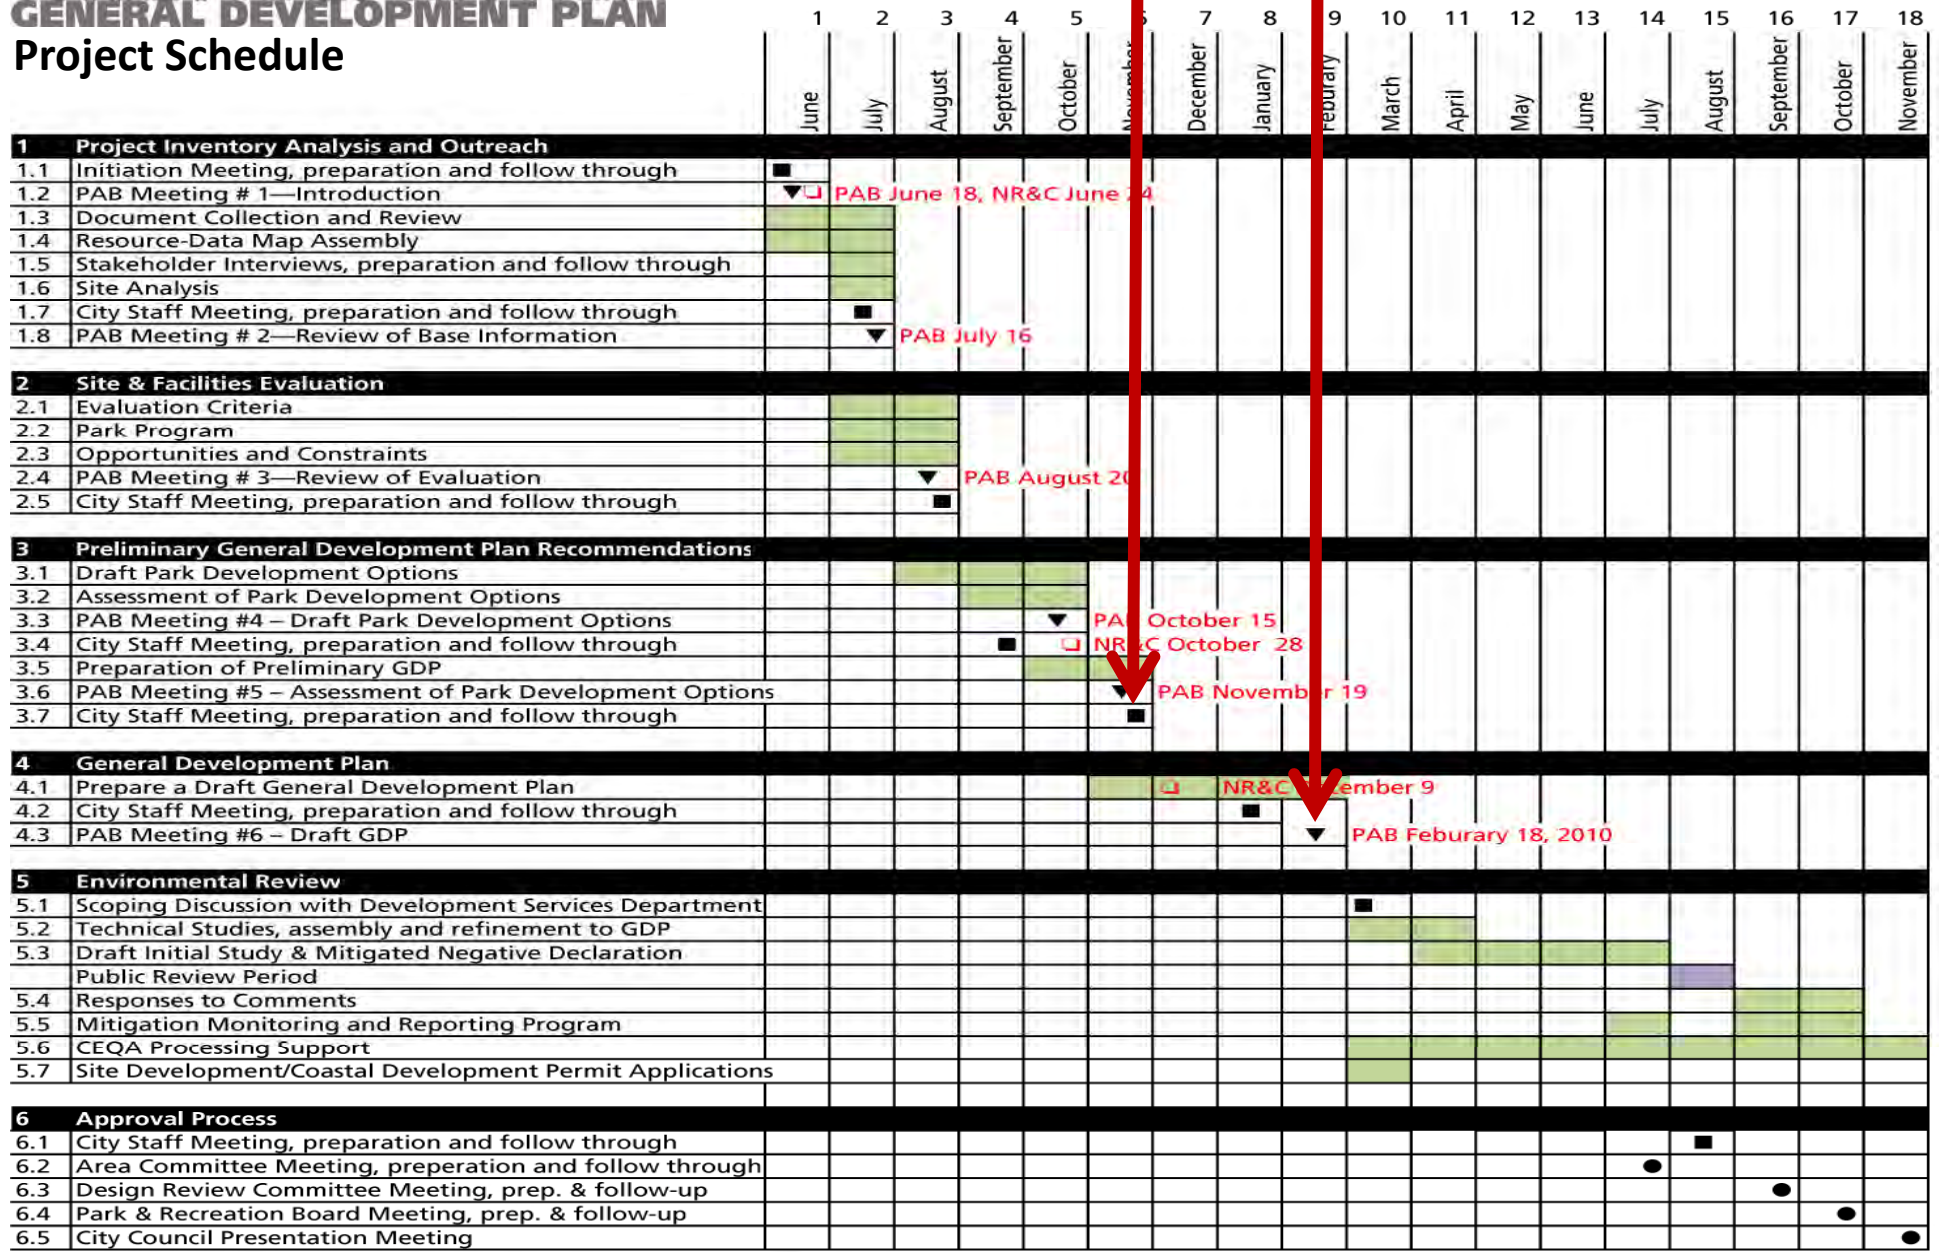 GENERAL DEVELOPMENT PLAN
Project Schedule
1 2 3 4 5 6 7 8 9 10 11 12 13 14 15 16 17 18
June July August September October November December January Feburary March April May June July August September October November
1 Project Inventory Analysis and Outreach
1.1 Initiation Meeting, preparation and follow through
1.2 PAB Meeting # 1—Introduction PAB June 18, NR&C June 24
1.3 Document Collection and Review
1.4 Resource-Data Map Assembly
1.5 Stakeholder Interviews, preparation and follow through
1.6 Site Analysis
1.7 City Staff Meeting, preparation and follow through
1.8 PAB Meeting # 2—Review of Base Information PAB July 16
2 Site & Facilities Evaluation
2.1 Evaluation Criteria
2.2 Park Program
2.3 Opportunities and Constraints
2.4 PAB Meeting # 3—Review of Evaluation PAB August 20
2.5 City Staff Meeting, preparation and follow through
3 Preliminary General Development Plan Recommendations
3.1 Draft Park Development Options
3.2 Assessment of Park Development Options
3.3 PAB Meeting #4 – Draft Park Development Options PAB October 15
3.4 City Staff Meeting, preparation and follow through NR&C October 28
3.5 Preparation of Preliminary GDP
3.6 PAB Meeting #5 – Assessment of Park Development Options PAB November 19
3.7 City Staff Meeting, preparation and follow through
4 General Development Plan
4.1 Prepare a Draft General Development Plan NR&C December 9
4.2 City Staff Meeting, preparation and follow through
4.3 PAB Meeting #6 – Draft GDP PAB Feburary 18, 2010
5 Environmental Review
5.1 Scoping Discussion with Development Services Department
5.2 Technical Studies, assembly and refinement to GDP
5.3 Draft Initial Study & Mitigated Negative Declaration
Public Review Period
5.4 Responses to Comments
5.5 Mitigation Monitoring and Reporting Program
5.6 CEQA Processing Support
5.7 Site Development/Coastal Development Permit Applications
6 Approval Process
6.1 City Staff Meeting, preparation and follow through
6.2 Area Committee Meeting, preperation and follow through
6.3 Design Review Committee Meeting, prep. & follow-up
6.4 Park & Recreation Board Meeting, prep. & follow-up
6.5 City Council Presentation Meeting